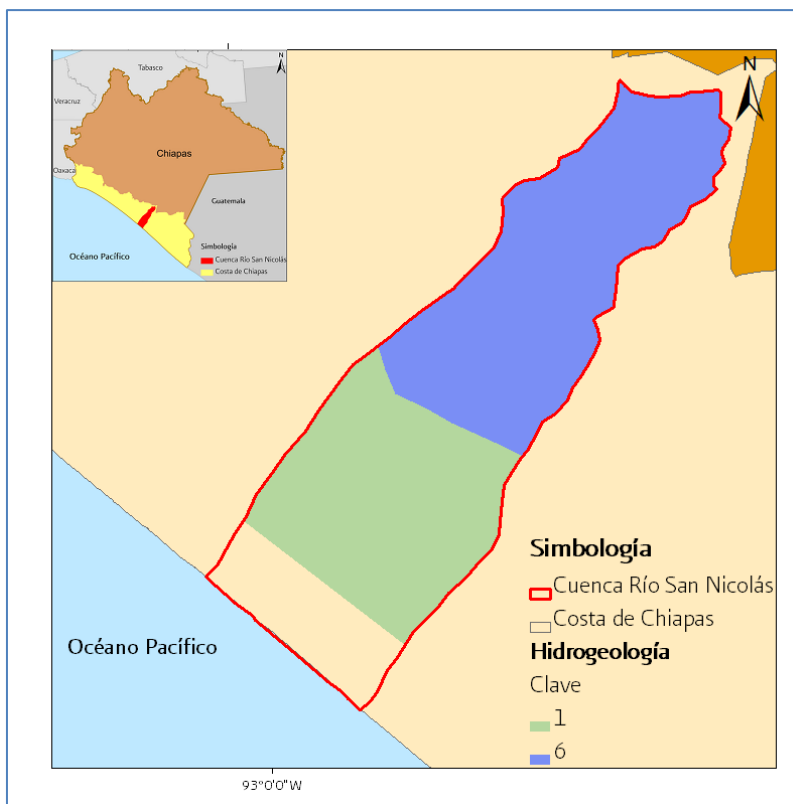 Tabasco
N
Veracruz
Chiapas
Oaxaca
Guatemala
Océano Pacífico
Simbología
Cuenca Río San Nicolás
Costa de Chiapas
N
Simbología
Cuenca Río San Nicolás
Costa de Chiapas
Hidrogeología
Clave
1
6
Océano Pacífico
93°0'0"W